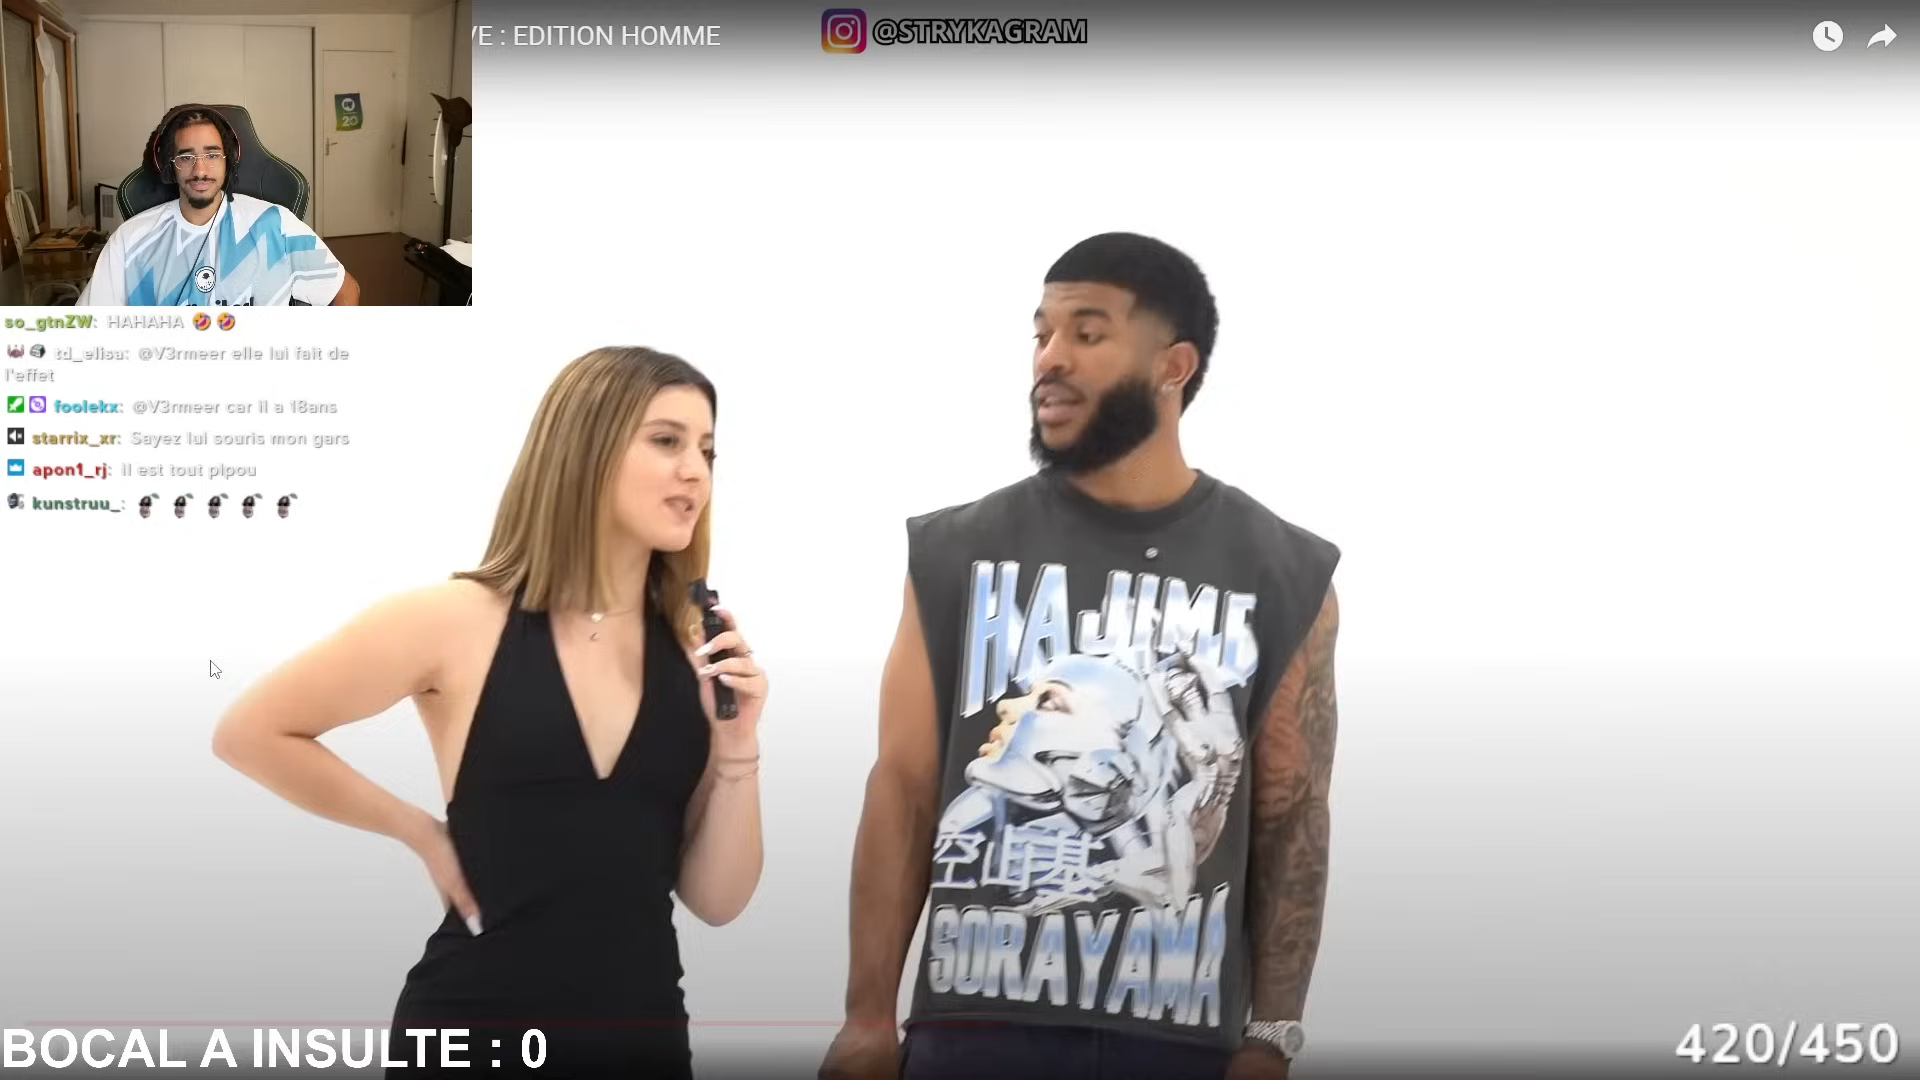 VE : EDITION HOMME
@STRYKAGRAM
20
so_gtnZW: HAHAHA 🤣 🤣
td_elisa: @V3rmeer elle lui fait de
l'effet
foolekx: @V3rmeer car il a 18ans
starrix_xr: Sayez lui souris mon gars
apon1_rj: Il est tout pipou
kunstruu_:
HAJIME
空山基
SORAYAMA
BOCAL A INSULTE : 0
420/450